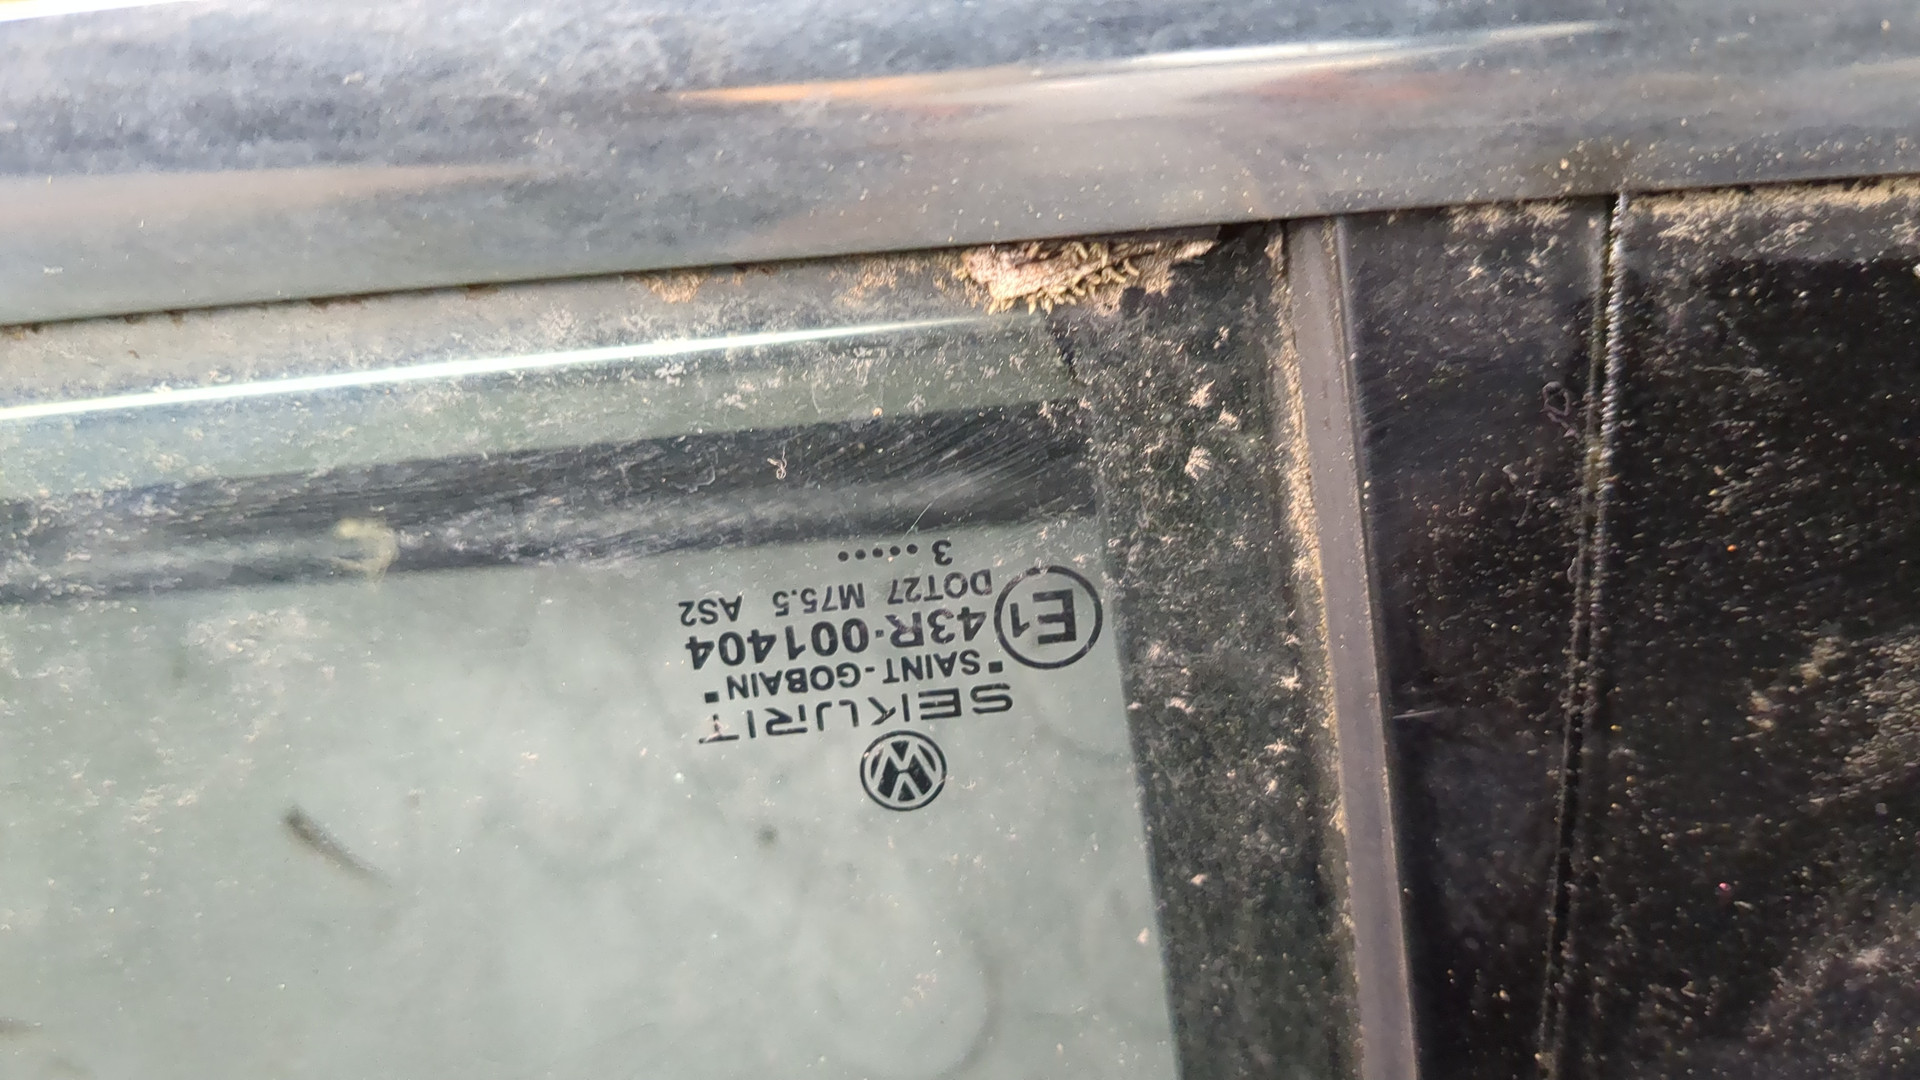 SEKURIT
"SAINT-GOBAIN"
E1 43R-001404
DOT27 M75.5 AS2
3 •••••